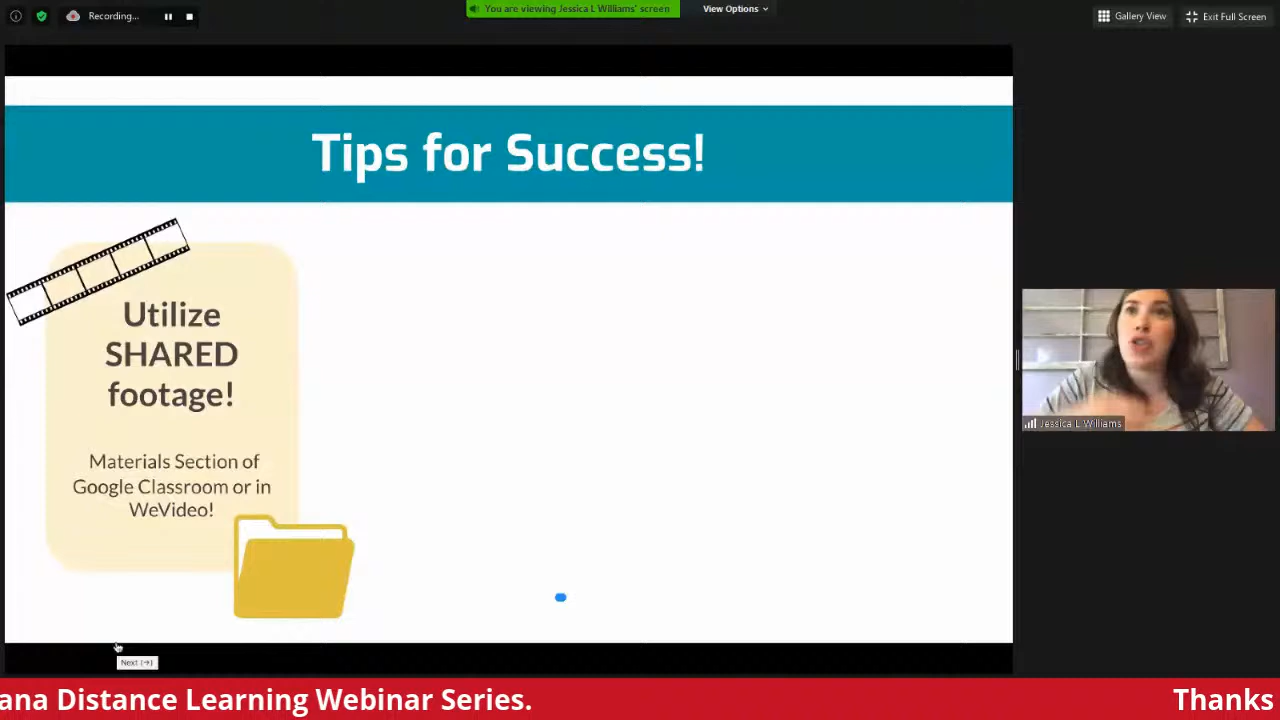 Recording...
You are viewing Jessica L Williams' screen
View Options
Gallery View
Exit Full Screen
Tips for Success!
Utilize
SHARED
footage!
Materials Section of
Google Classroom or in
WeVideo!
Jessica L Williams
Next (→)
ana Distance Learning Webinar Series.
Thanks